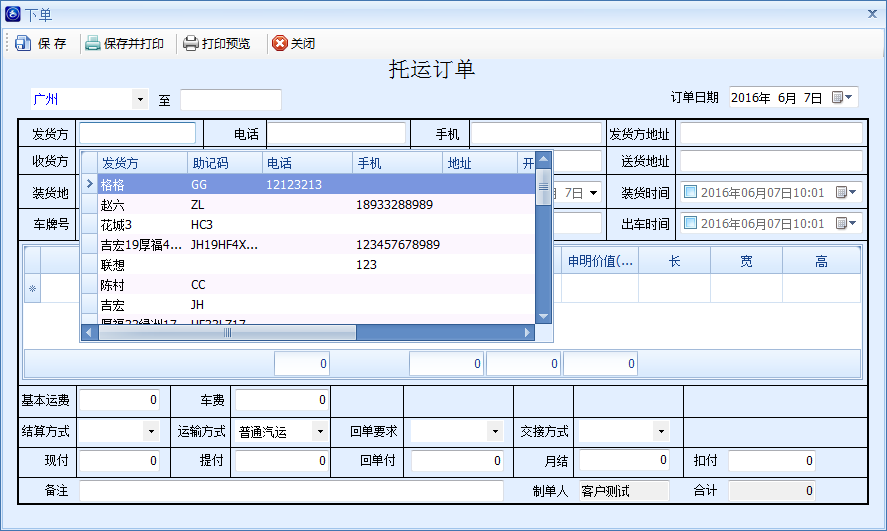 下单
保 存 保存并打印 打印预览 关闭
托运订单
广州 至 订单日期 2016年 6月 7日
发货方 电话 手机 发货方地址
收货方 送货地址
装货地 月 7日 装货时间 2016年06月07日10:01
车牌号 出车时间 2016年06月07日10:01
发货方 助记码 电话 手机 地址 开
格格 GG 12123213
赵六 ZL 18933288989
花城3 HC3
吉宏19厚福4... JH19HF4X... 123457678989
联想 123
陈村 CC
吉宏 JH
申明价值(... 长 宽 高
0 0 0 0
基本运费 0 车费 0
结算方式 运输方式 普通汽运 回单要求 交接方式
现付 0 提付 0 回单付 0 月结 0 扣付 0
备注 制单人 客户测试 合计 0